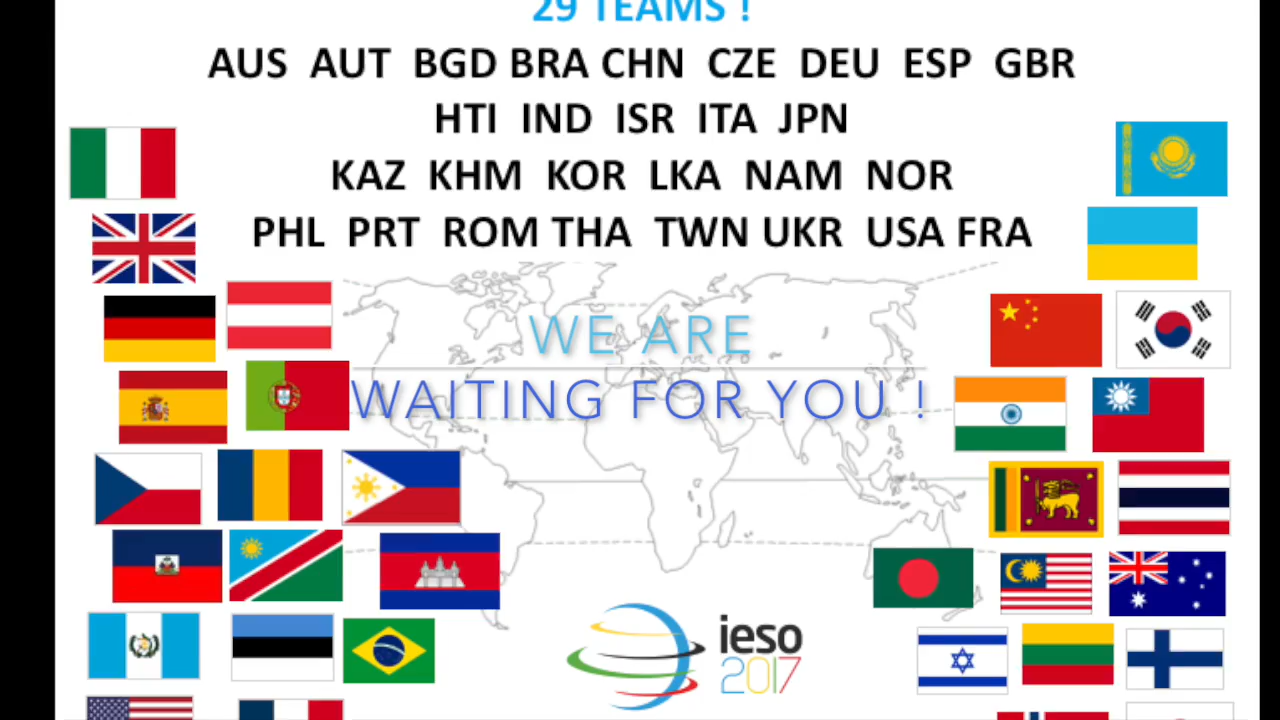 29 TEAMS !
AUS AUT BGD BRA CHN CZE DEU ESP GBR
HTI IND ISR ITA JPN
KAZ KHM KOR LKA NAM NOR
PHL PRT ROM THA TWN UKR USA FRA
WE ARE
WAITING FOR YOU !
ieso
2017